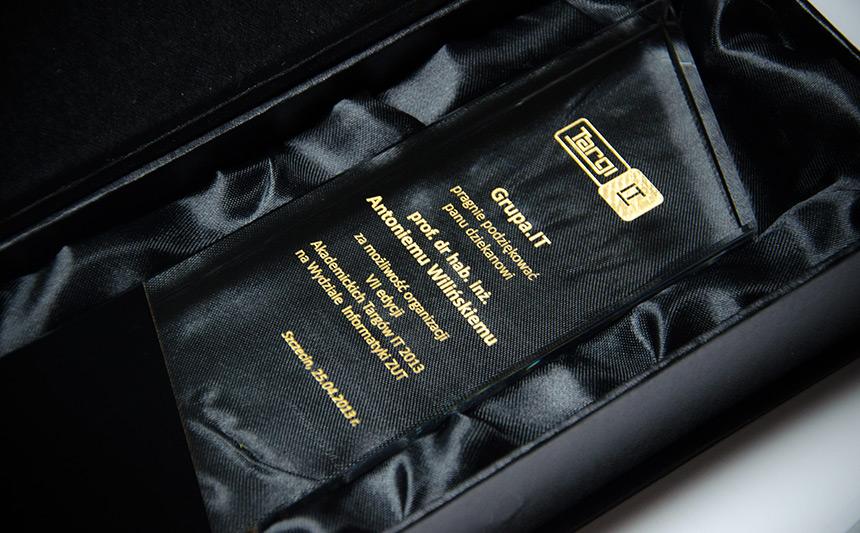 Targi
IT
Grupa.IT
pragnie podziękować
panu dziekanowi
prof. dr hab. inż.
Antoniemu Wilińskiemu
za możliwość organizacji
VII edycji
Akademickich Targów IT 2013
na Wydziale Informatyki ZUT
Szczecin, 25.04.2013 r.